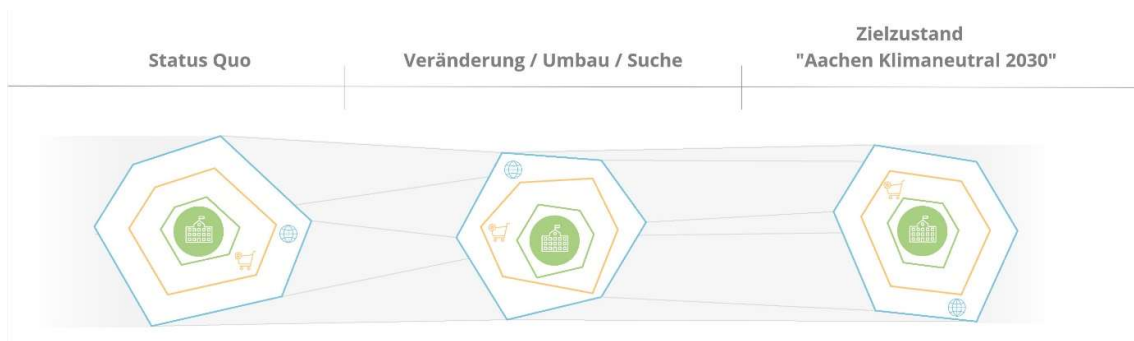 Status Quo
Veränderung / Umbau / Suche
Zielzustand
"Aachen Klimaneutral 2030"